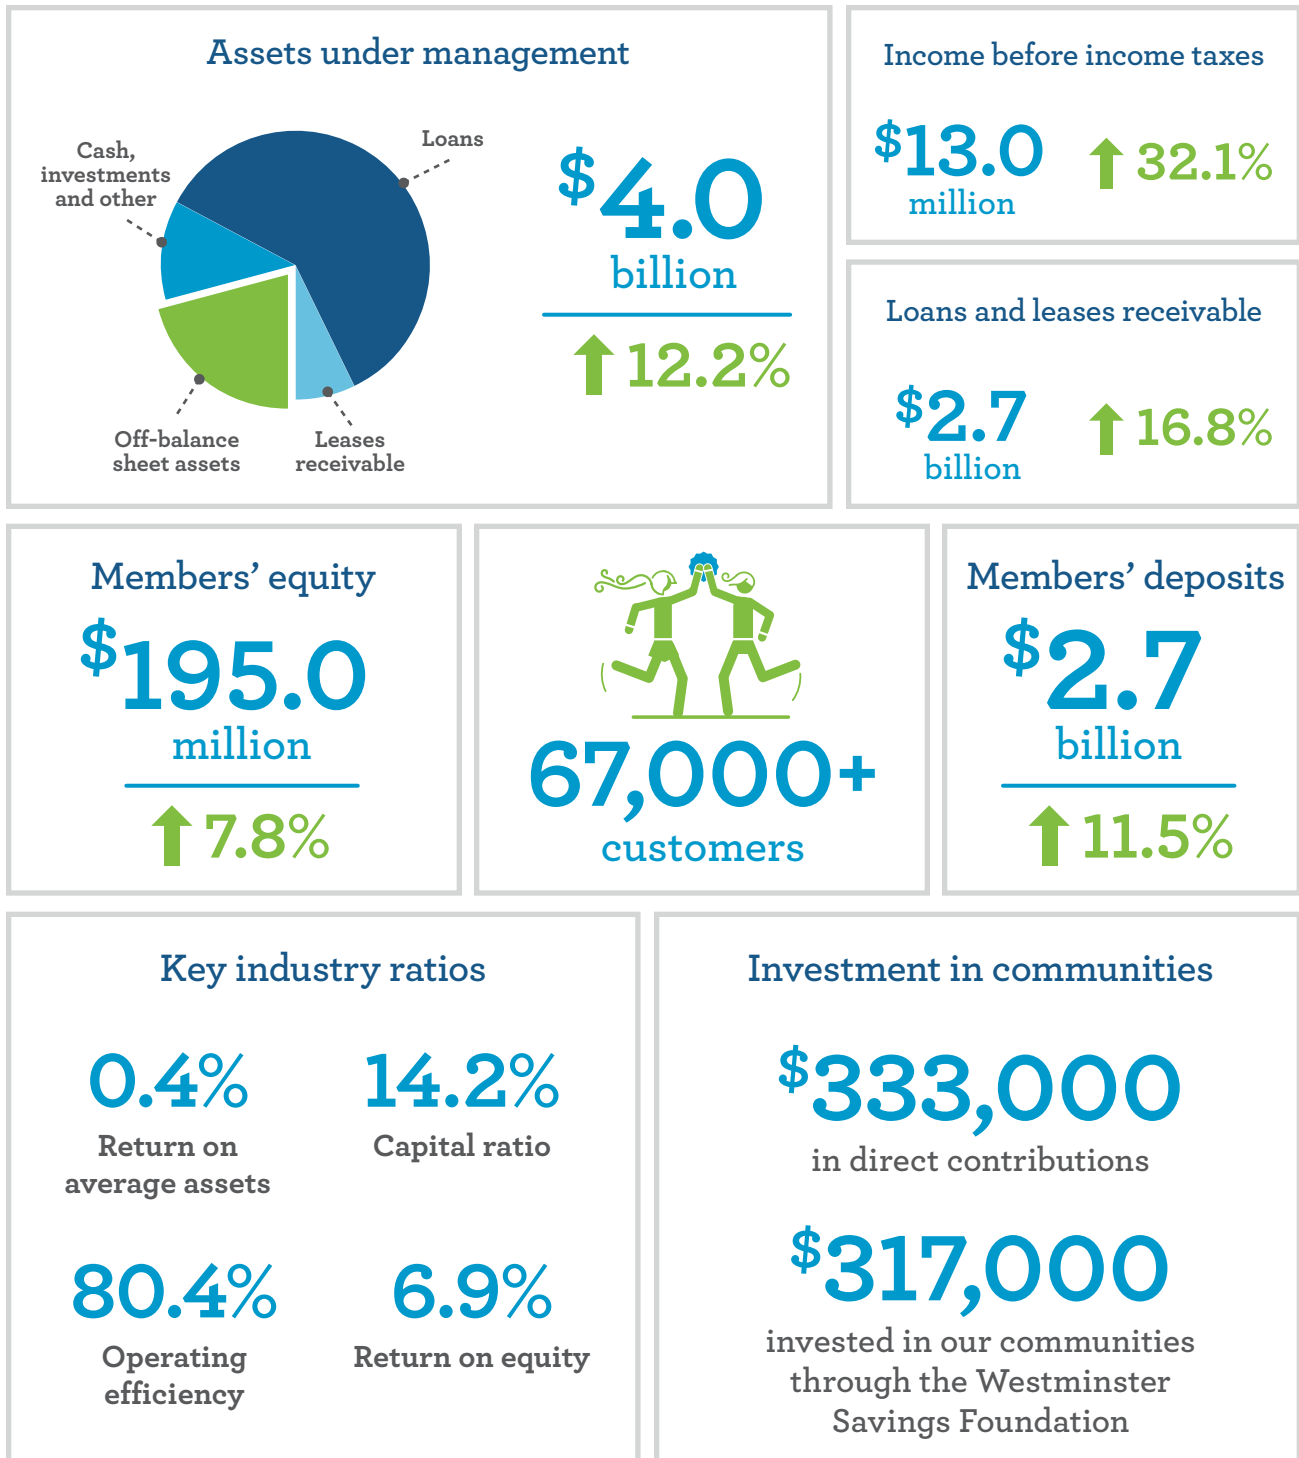 Assets under management
Cash,
investments
and other
Loans
Off-balance
sheet assets
Leases
receivable
$4.0
billion
12.2%
Income before income taxes
$13.0
million
32.1%
Loans and leases receivable
$2.7
billion
16.8%
Members’ equity
$195.0
million
7.8%
67,000+
customers
Members’ deposits
$2.7
billion
11.5%
Key industry ratios
0.4%
Return on
average assets
14.2%
Capital ratio
80.4%
Operating
efficiency
6.9%
Return on equity
Investment in communities
$333,000
in direct contributions
$317,000
invested in our communities
through the Westminster
Savings Foundation